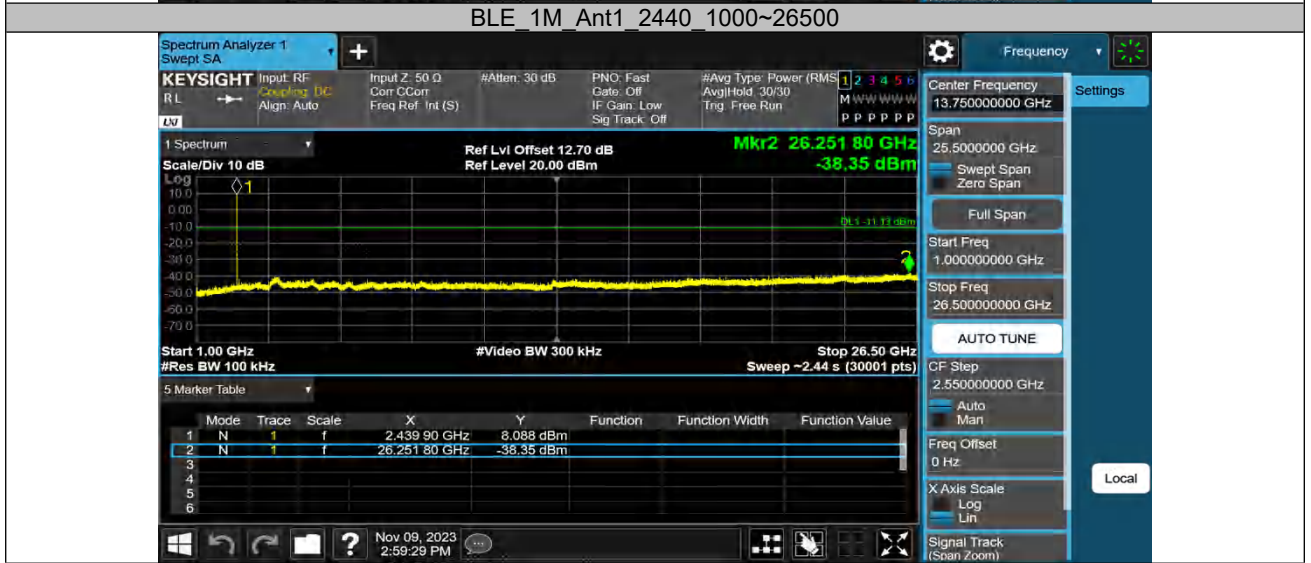 BLE_1M_Ant1_2440_1000~26500
Spectrum Analyzer 1
Swept SA
+
Frequency
KEYSIGHT
RL
LXI
Input: RF
Coupling: DC
Align: Auto
Input Z: 50 Ω
Corr CCorr
Freq Ref: Int (S)
#Atten: 30 dB
PNO: Fast
Gate: Off
IF Gain: Low
Sig Track: Off
#Avg Type: Power (RMS
Avg|Hold: 30/30
Trig: Free Run
1 2 3 4 5 6
M W W W W W
P P P P P P
1 Spectrum
Scale/Div 10 dB
Ref Lvl Offset 12.70 dB
Ref Level 20.00 dBm
Mkr2 26.251 80 GHz
-38.35 dBm
Log
10.0
0.00
-10.0
-20.0
-30.0
-40.0
-50.0
-60.0
-70.0
1
DL1 -11.13 dBm
2
Start 1.00 GHz
#Res BW 100 kHz
#Video BW 300 kHz
Stop 26.50 GHz
Sweep ~2.44 s (30001 pts)
5 Marker Table
Mode Trace Scale X Y Function Function Width Function Value
1 N 1 f 2.439 90 GHz 8.088 dBm
2 N 1 f 26.251 80 GHz -38.35 dBm
3
4
5
6
Nov 09, 2023
2:59:29 PM
?
Center Frequency
13.750000000 GHz
Span
25.5000000 GHz
Swept Span
Zero Span
Full Span
Start Freq
1.000000000 GHz
Stop Freq
26.500000000 GHz
AUTO TUNE
CF Step
2.550000000 GHz
Auto
Man
Freq Offset
0 Hz
X Axis Scale
Log
Lin
Signal Track
(Span Zoom)
Settings
Local